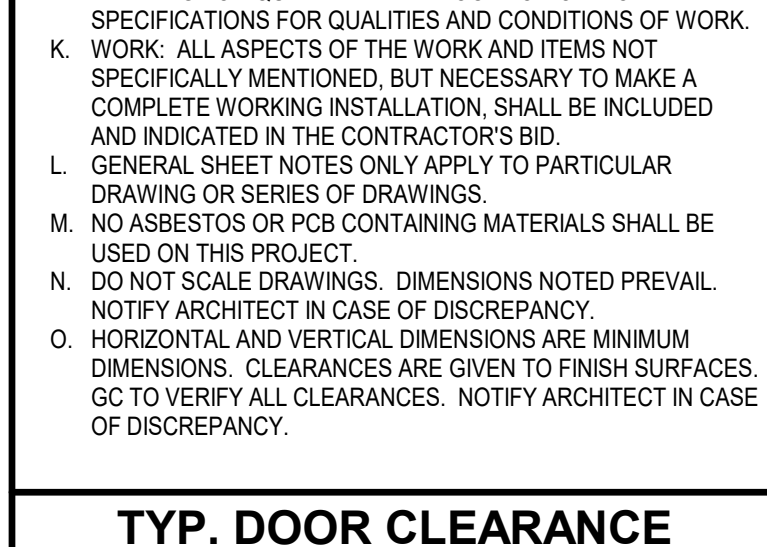 SPECIFICATIONS FOR QUALITIES AND CONDITIONS OF WORK.
K. WORK: ALL ASPECTS OF THE WORK AND ITEMS NOT
SPECIFICALLY MENTIONED, BUT NECESSARY TO MAKE A
COMPLETE WORKING INSTALLATION, SHALL BE INCLUDED
AND INDICATED IN THE CONTRACTOR'S BID.
L. GENERAL SHEET NOTES ONLY APPLY TO PARTICULAR
DRAWING OR SERIES OF DRAWINGS.
M. NO ASBESTOS OR PCB CONTAINING MATERIALS SHALL BE
USED ON THIS PROJECT.
N. DO NOT SCALE DRAWINGS. DIMENSIONS NOTED PREVAIL.
NOTIFY ARCHITECT IN CASE OF DISCREPANCY.
O. HORIZONTAL AND VERTICAL DIMENSIONS ARE MINIMUM
DIMENSIONS. CLEARANCES ARE GIVEN TO FINISH SURFACES.
GC TO VERIFY ALL CLEARANCES. NOTIFY ARCHITECT IN CASE
OF DISCREPANCY.
TYP. DOOR CLEARANCE